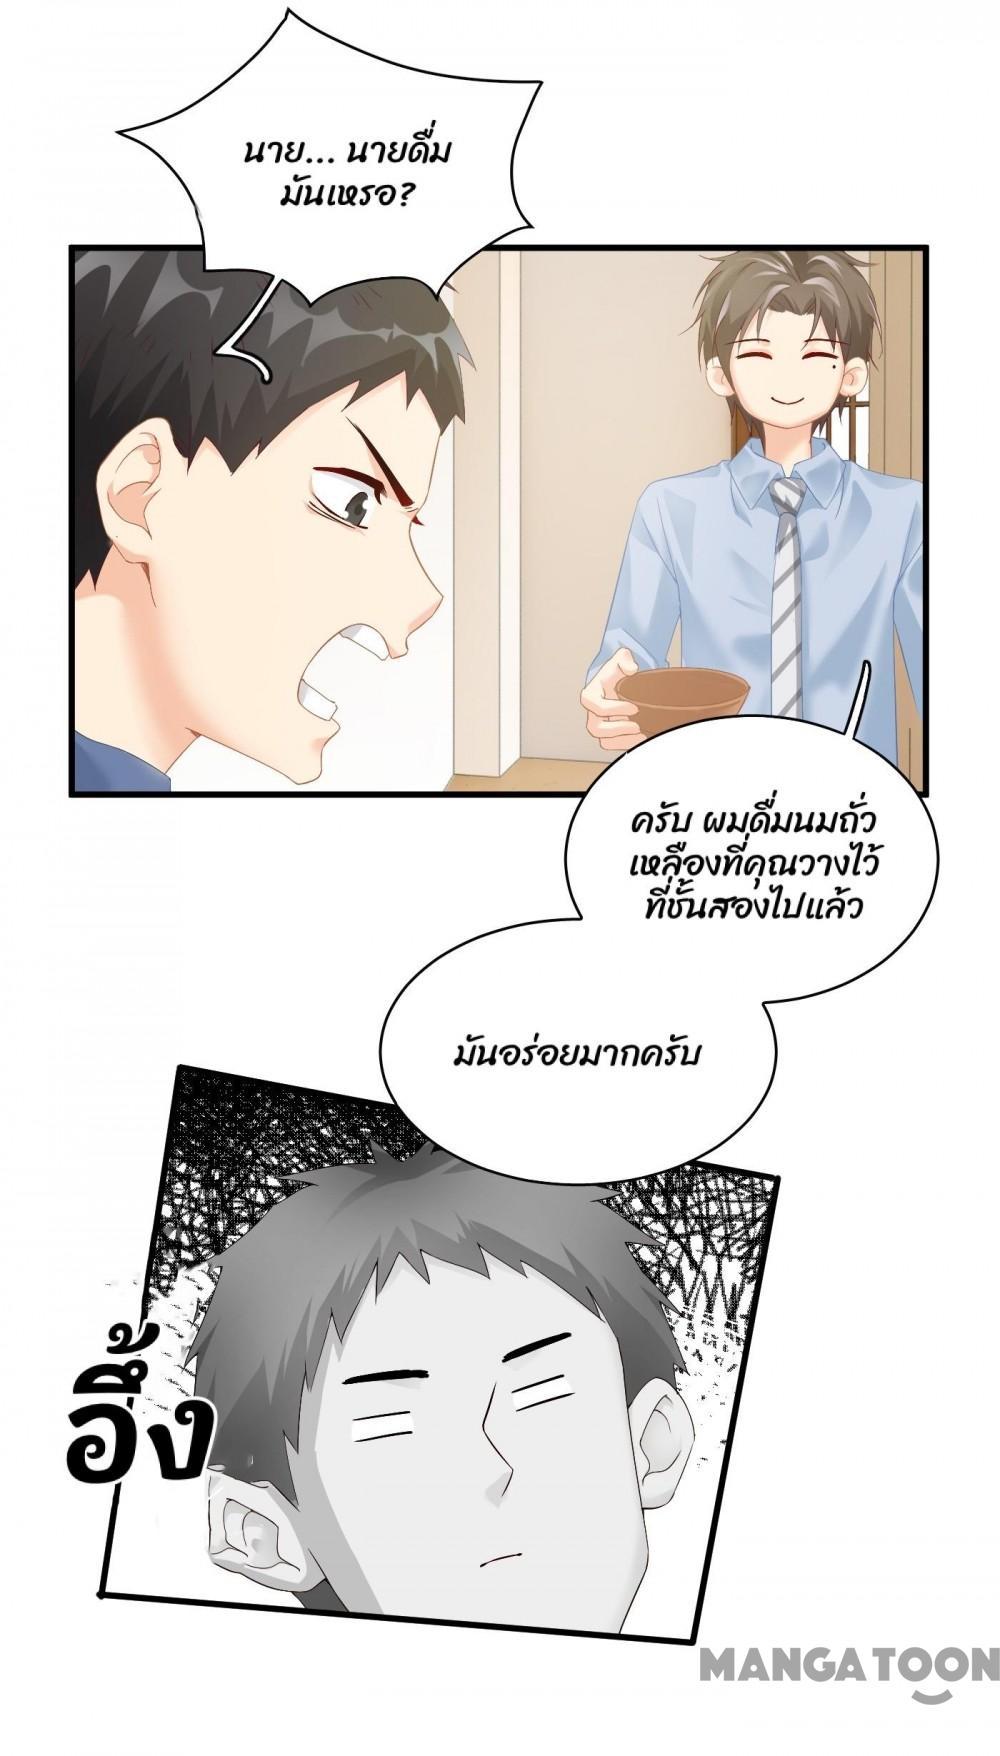 นาย... นายดื่ม
มันเหรอ?
ครับ ผมดื่มนมถั่ว
เหลืองที่คุณวางไว้
ที่ชั้นสองไปแล้ว
มันอร่อยมากครับ
อึ้ง
MANGATOON